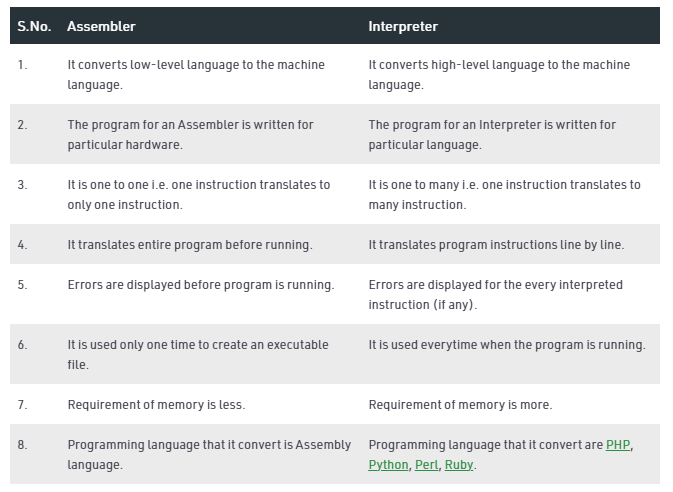 S.No. Assembler Interpreter
1. It converts low-level language to the machine It converts high-level language to the machine
language. language.
2. The program for an Assembler is written for The program for an Interpreter is written for
particular hardware. particular language.
3. It is one to one i.e. one instruction translates to It is one to many i.e. one instruction translates to
only one instruction. many instruction.
4. It translates entire program before running. It translates program instructions line by line.
5. Errors are displayed before program is running. Errors are displayed for the every interpreted
instruction (if any).
6. It is used only one time to create an executable It is used everytime when the program is running.
file.
7. Requirement of memory is less. Requirement of memory is more.
8. Programming language that it convert is Assembly Programming language that it convert are PHP,
language. Python, Perl, Ruby.